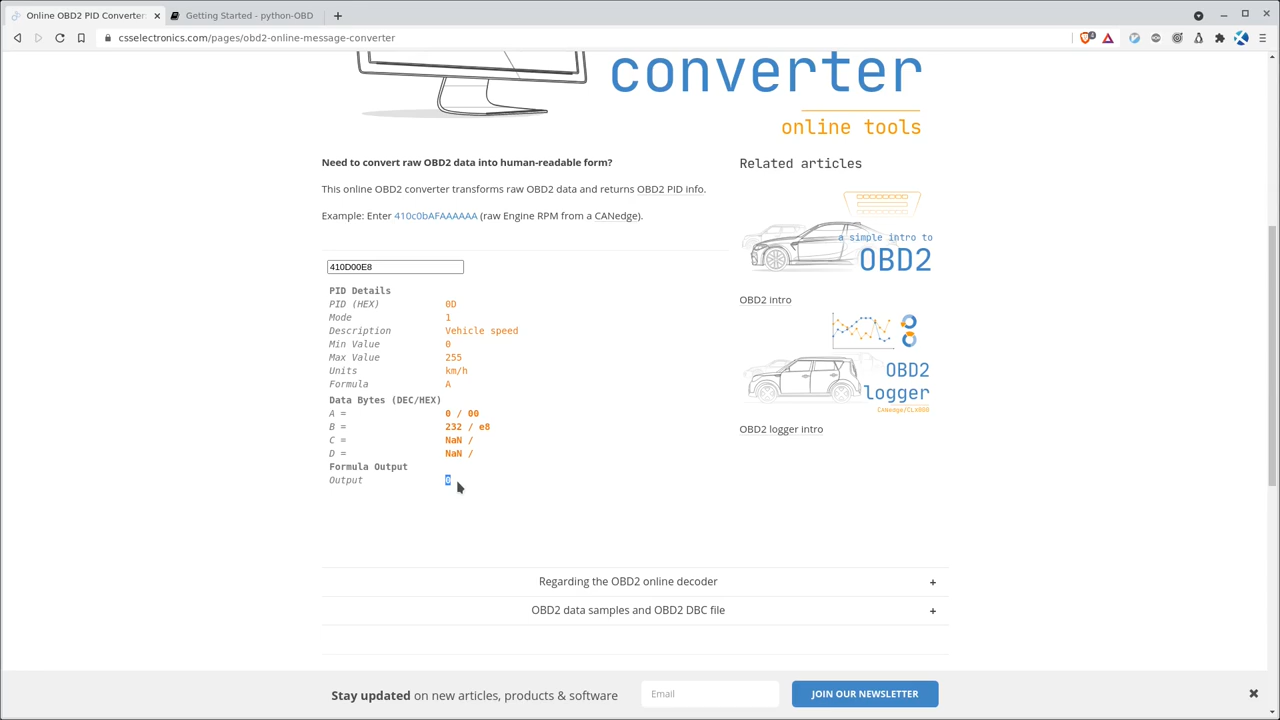 Online OBD2 PID Converter:
Getting Started - python-OBD
csselectronics.com/pages/obd2-online-message-converter
converter
online tools
Need to convert raw OBD2 data into human-readable form?
This online OBD2 converter transforms raw OBD2 data and returns OBD2 PID info.
Example: Enter 410c0bAFAAAAAA (raw Engine RPM from a CANedge).
410D00E8
PID Details
PID (HEX) 0D
Mode 1
Description Vehicle speed
Min Value 0
Max Value 255
Units km/h
Formula A
Data Bytes (DEC/HEX)
A = 0 / 00
B = 232 / e8
C = NaN /
D = NaN /
Formula Output
Output 0
Related articles
a simple intro to
OBD2
OBD2 intro
OBD2
logger
CANedge/CLX000
OBD2 logger intro
Regarding the OBD2 online decoder +
OBD2 data samples and OBD2 DBC file +
Stay updated on new articles, products & software
Email
JOIN OUR NEWSLETTER